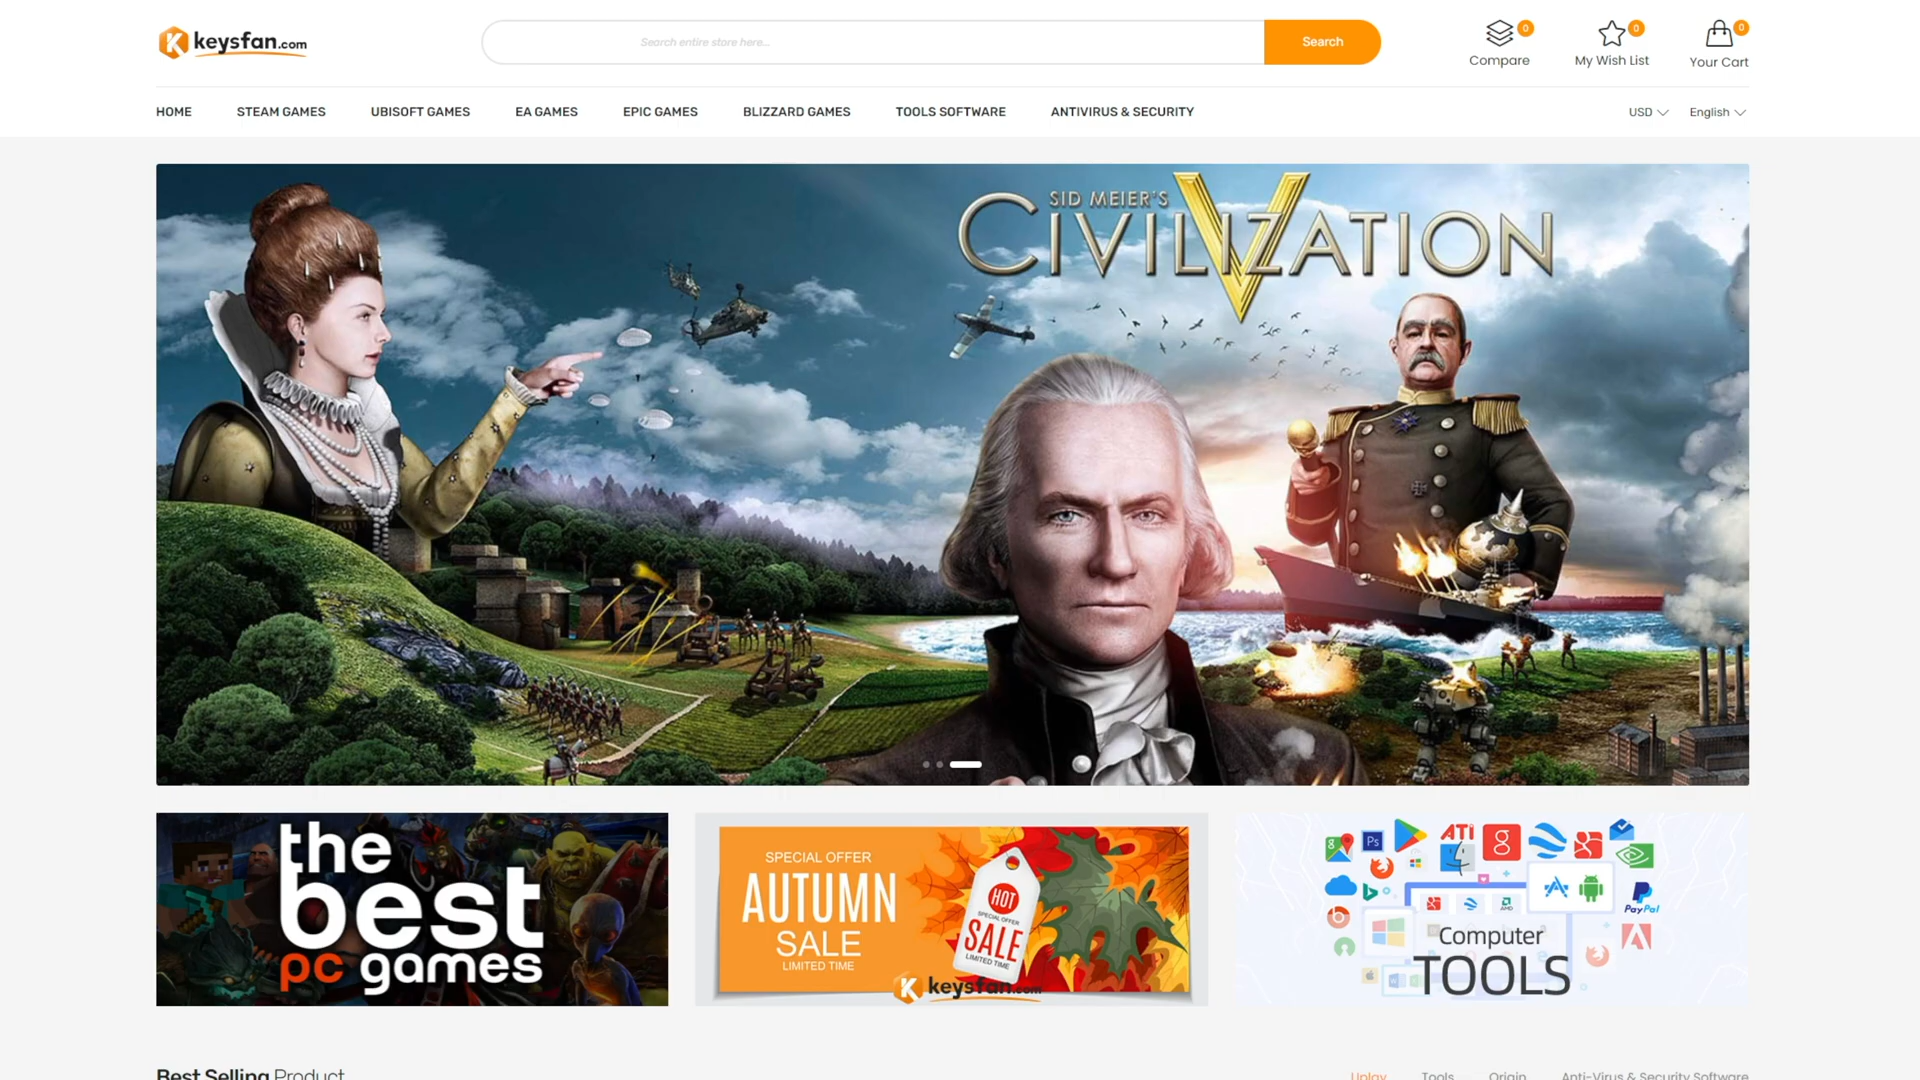 keysfan.com
Search entire store here...
Search
0
Compare
0
My Wish List
0
Your Cart
HOME
STEAM GAMES
UBISOFT GAMES
EA GAMES
EPIC GAMES
BLIZZARD GAMES
TOOLS SOFTWARE
ANTIVIRUS & SECURITY
USD
English
SID MEIER'S
CIVILIZATION
V
the
best
pc games
SPECIAL OFFER
AUTUMN
SALE
LIMITED TIME
HOT
SPECIAL OFFER
SALE
LIMITED TIME
keysfan.com
Ps
ATI
g
PayPal
Computer
TOOLS
Best Selling Product
Uplay
Tools
Origin
Anti-Virus & Security Software